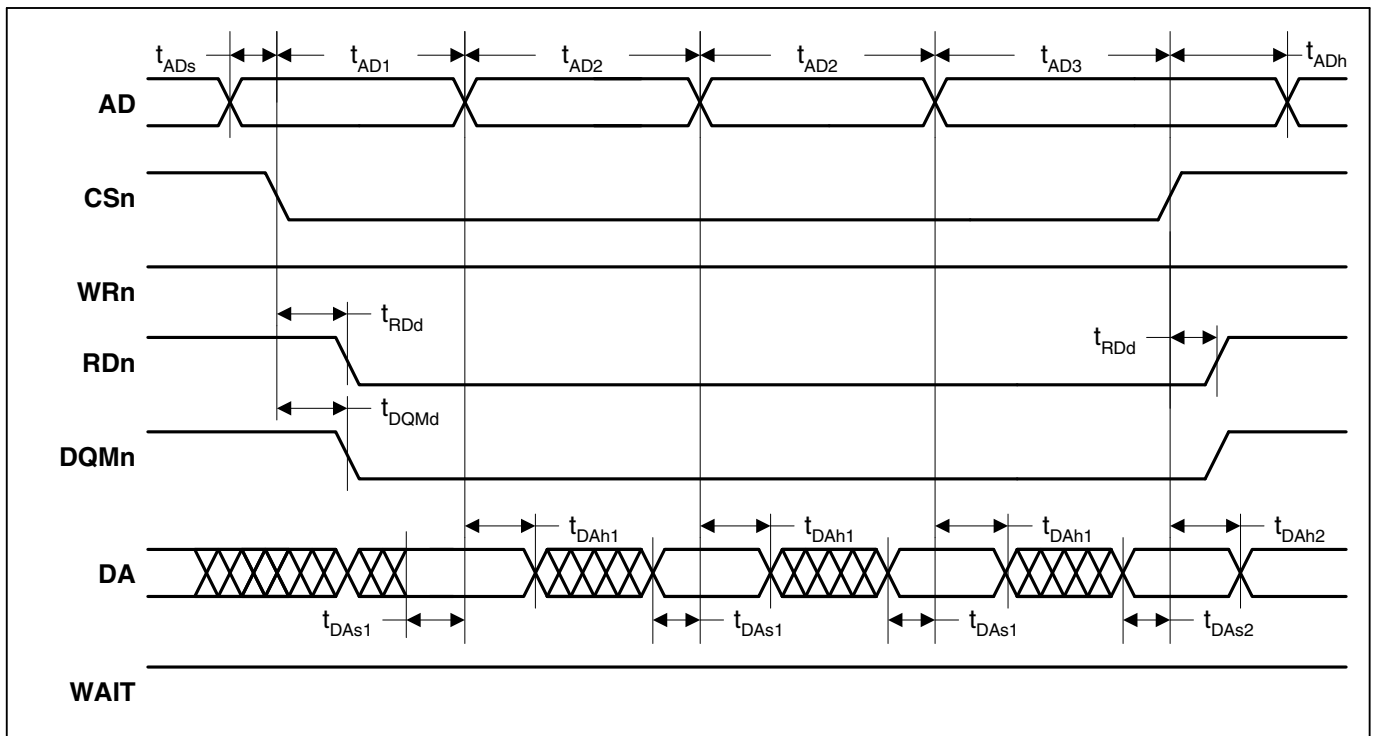 tADs tAD1 tAD2 tAD2 tAD3 tADh
AD
CSn
WRn
tRDd
RDn tRDd
tDQMd
DQMn
tDAh1 tDAh1 tDAh1 tDAh2
DA
tDAs1 tDAs1 tDAs1 tDAs2
WAIT